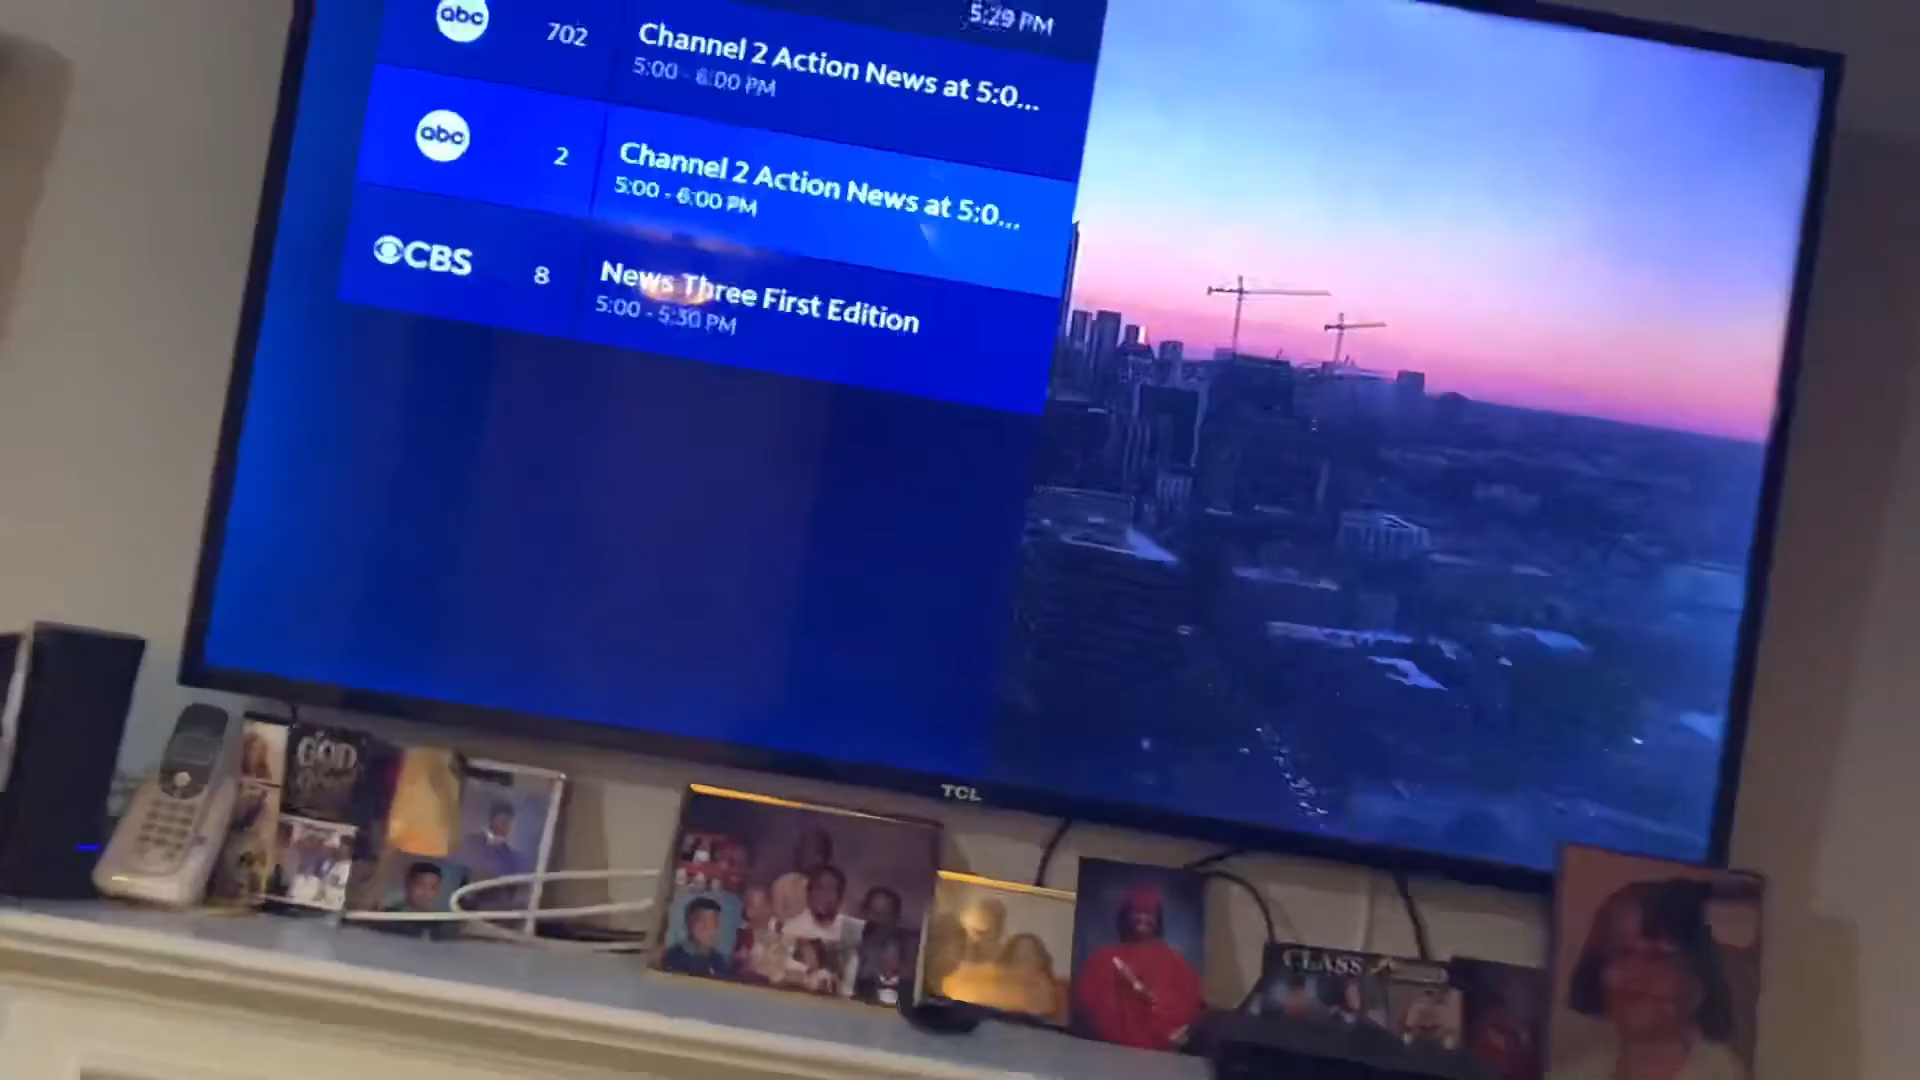 5:29 PM
abc
702
Channel 2 Action News at 5:0...
5:00 - 6:00 PM
abc
2
Channel 2 Action News at 5:0...
5:00 - 6:00 PM
CBS
8
News Three First Edition
5:00 - 5:30 PM
TCL
GOD
CLASS